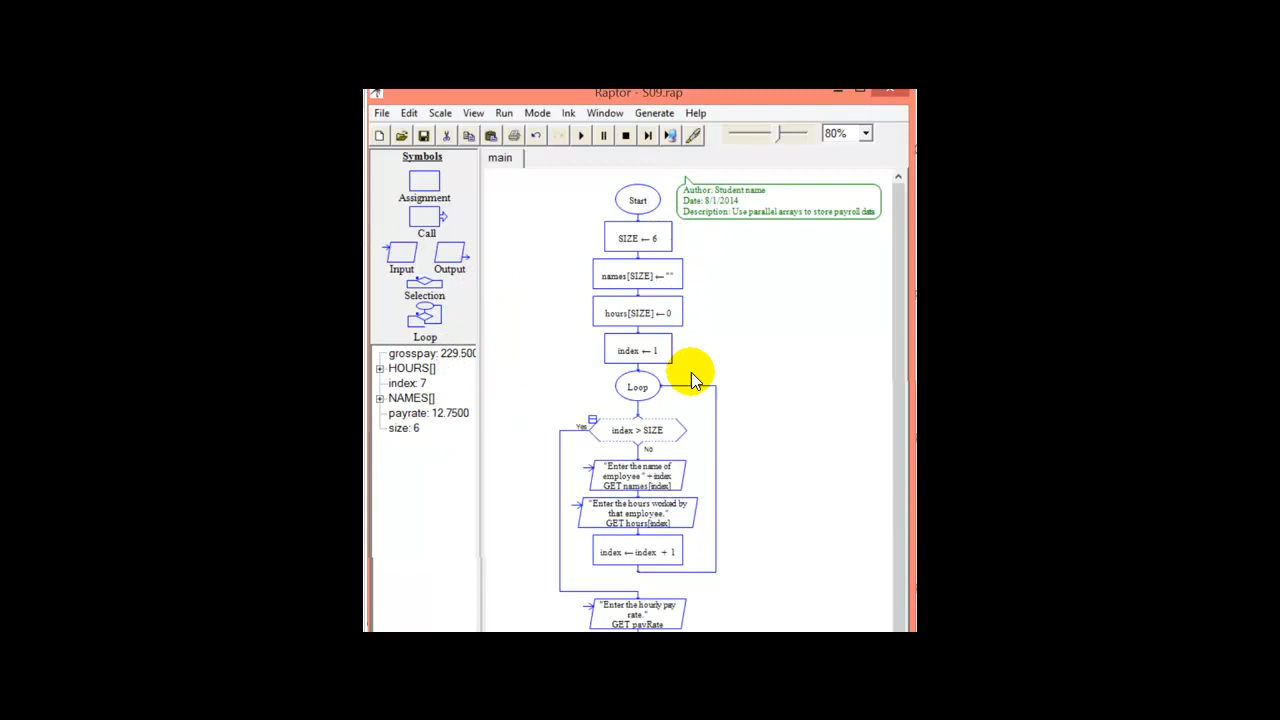 Raptor - S09.rap
File Edit Scale View Run Mode Ink Window Generate Help
80%
Symbols
Assignment
Call
Input Output
Selection
Loop
grosspay: 229.500
HOURS[]
index: 7
NAMES[]
payrate: 12.7500
size: 6
main
Author: Student name
Date: 8/1/2014
Description: Use parallel arrays to store payroll data
Start
SIZE ← 6
names[SIZE] ← ""
hours[SIZE] ← 0
index ← 1
Loop
index > SIZE
Yes
No
"Enter the name of
employee " + index
GET names[index]
"Enter the hours worked by
that employee."
GET hours[index]
index ← index + 1
"Enter the hourly pay
rate."
GET payRate